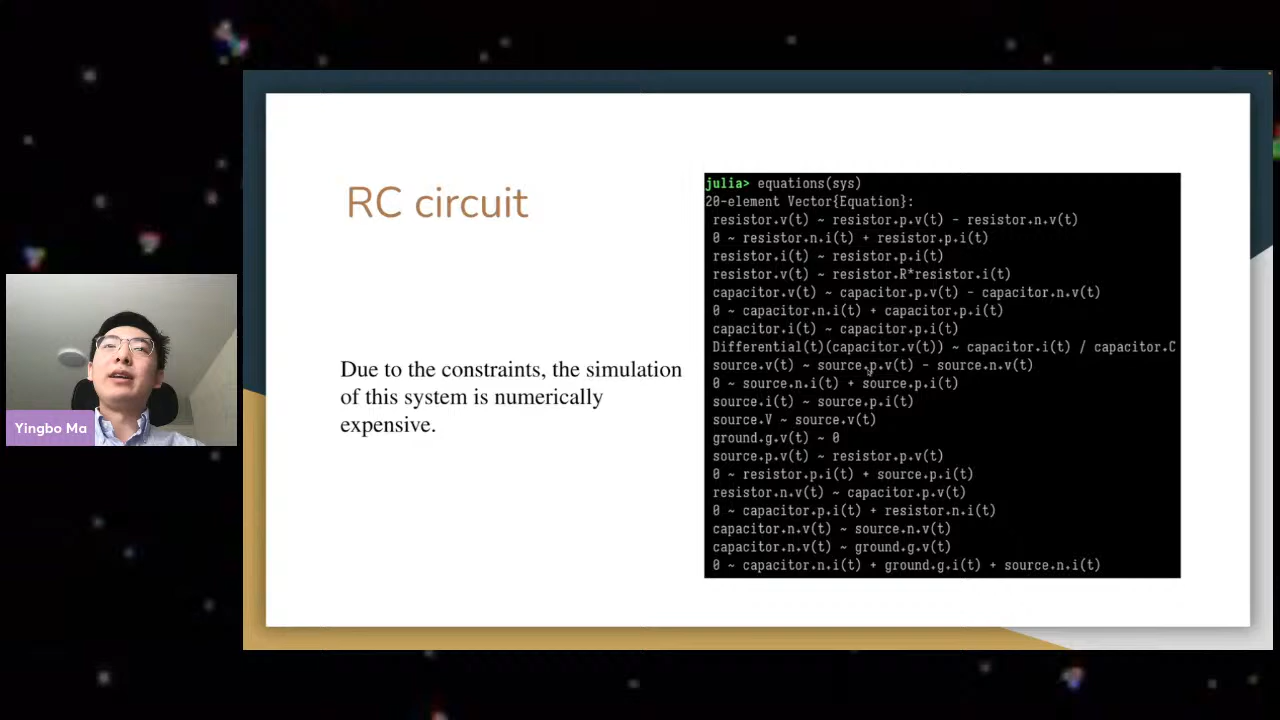 RC circuit
Due to the constraints, the simulation
of this system is numerically
expensive.
julia> equations(sys)
20-element Vector{Equation}:
resistor.v(t) ~ resistor.p.v(t) - resistor.n.v(t)
0 ~ resistor.n.i(t) + resistor.p.i(t)
resistor.i(t) ~ resistor.p.i(t)
resistor.v(t) ~ resistor.R*resistor.i(t)
capacitor.v(t) ~ capacitor.p.v(t) - capacitor.n.v(t)
0 ~ capacitor.n.i(t) + capacitor.p.i(t)
capacitor.i(t) ~ capacitor.p.i(t)
Differential(t)(capacitor.v(t)) ~ capacitor.i(t) / capacitor.C
source.v(t) ~ source.p.v(t) - source.n.v(t)
0 ~ source.n.i(t) + source.p.i(t)
source.i(t) ~ source.p.i(t)
source.V ~ source.v(t)
ground.g.v(t) ~ 0
source.p.v(t) ~ resistor.p.v(t)
0 ~ resistor.p.i(t) + source.p.i(t)
resistor.n.v(t) ~ capacitor.p.v(t)
0 ~ capacitor.p.i(t) + resistor.n.i(t)
capacitor.n.v(t) ~ source.n.v(t)
capacitor.n.v(t) ~ ground.g.v(t)
0 ~ capacitor.n.i(t) + ground.g.i(t) + source.n.i(t)
Yingbo Ma